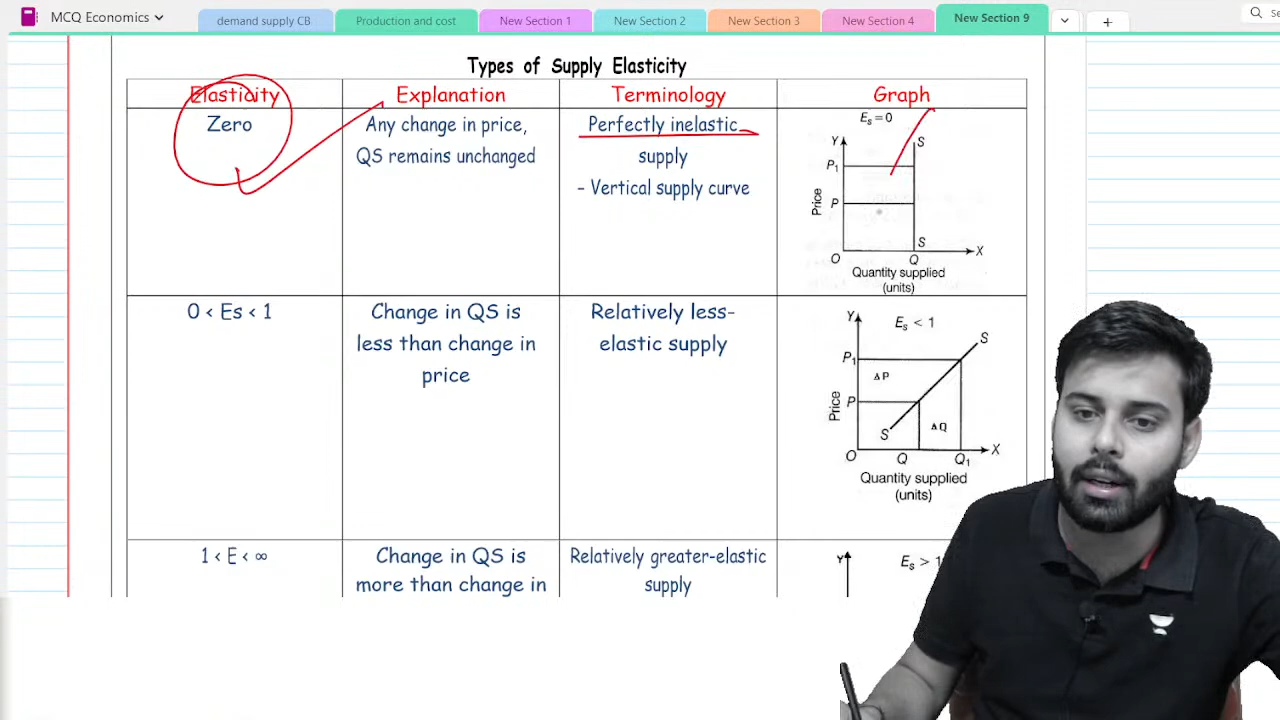 MCQ Economics
demand supply CB
Production and cost
New Section 1
New Section 2
New Section 3
New Section 4
New Section 9
Types of Supply Elasticity
Elasticity
Explanation
Terminology
Graph
Zero
Any change in price,
QS remains unchanged
Perfectly inelastic
supply
- Vertical supply curve
Es = 0
Y
S
P1
Price
P
S
O
Q
X
Quantity supplied
(units)
0 < Es < 1
Change in QS is
less than change in
price
Relatively less-
elastic supply
Es < 1
Y
S
P1
ΔP
Price
P
ΔQ
S
O
Q
Q1
X
Quantity supplied
(units)
1 < E < ∞
Change in QS is
more than change in
Relatively greater-elastic
supply
Y
Es > 1